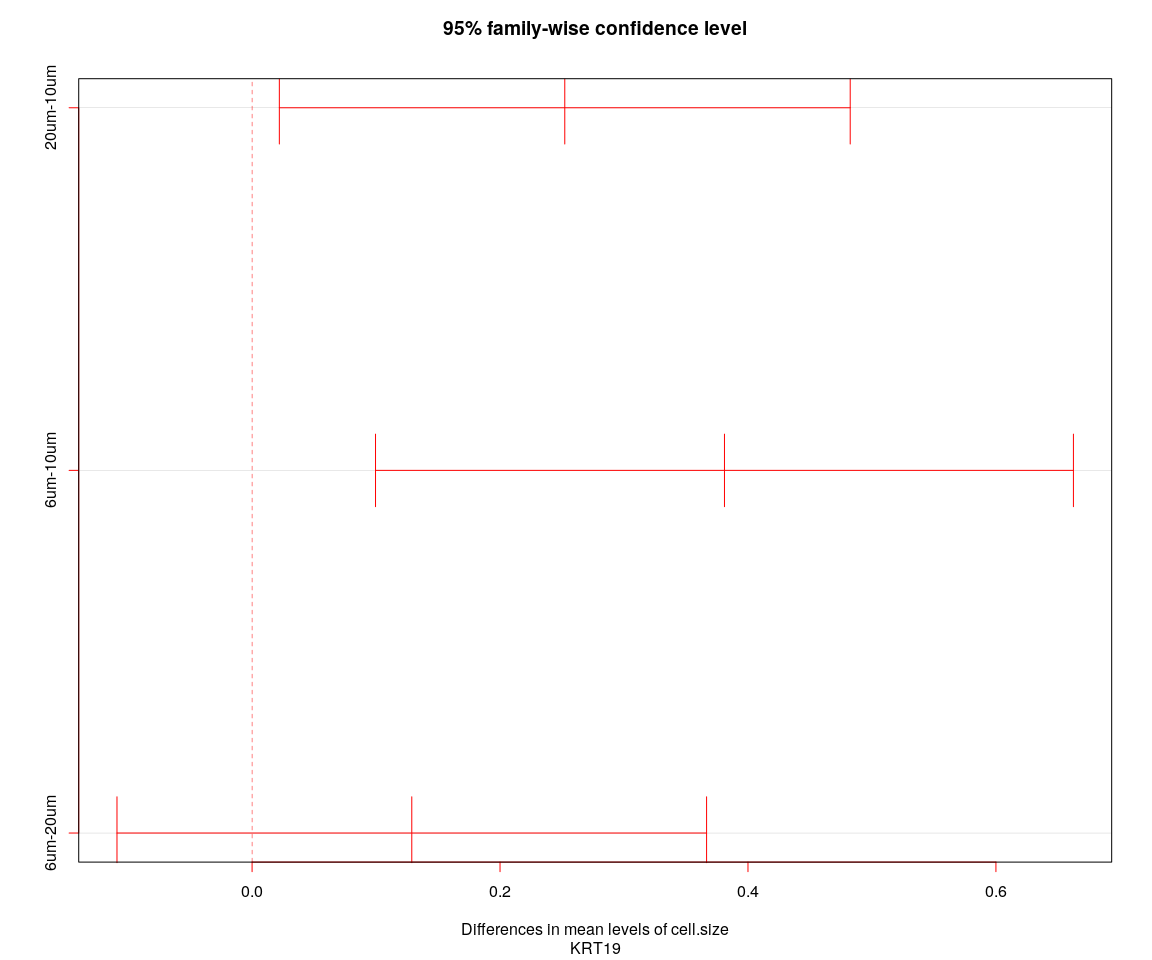 95% family-wise confidence level
20um-10um
6um-10um
6um-20um
0.0 0.2 0.4 0.6
Differences in mean levels of cell.size
KRT19